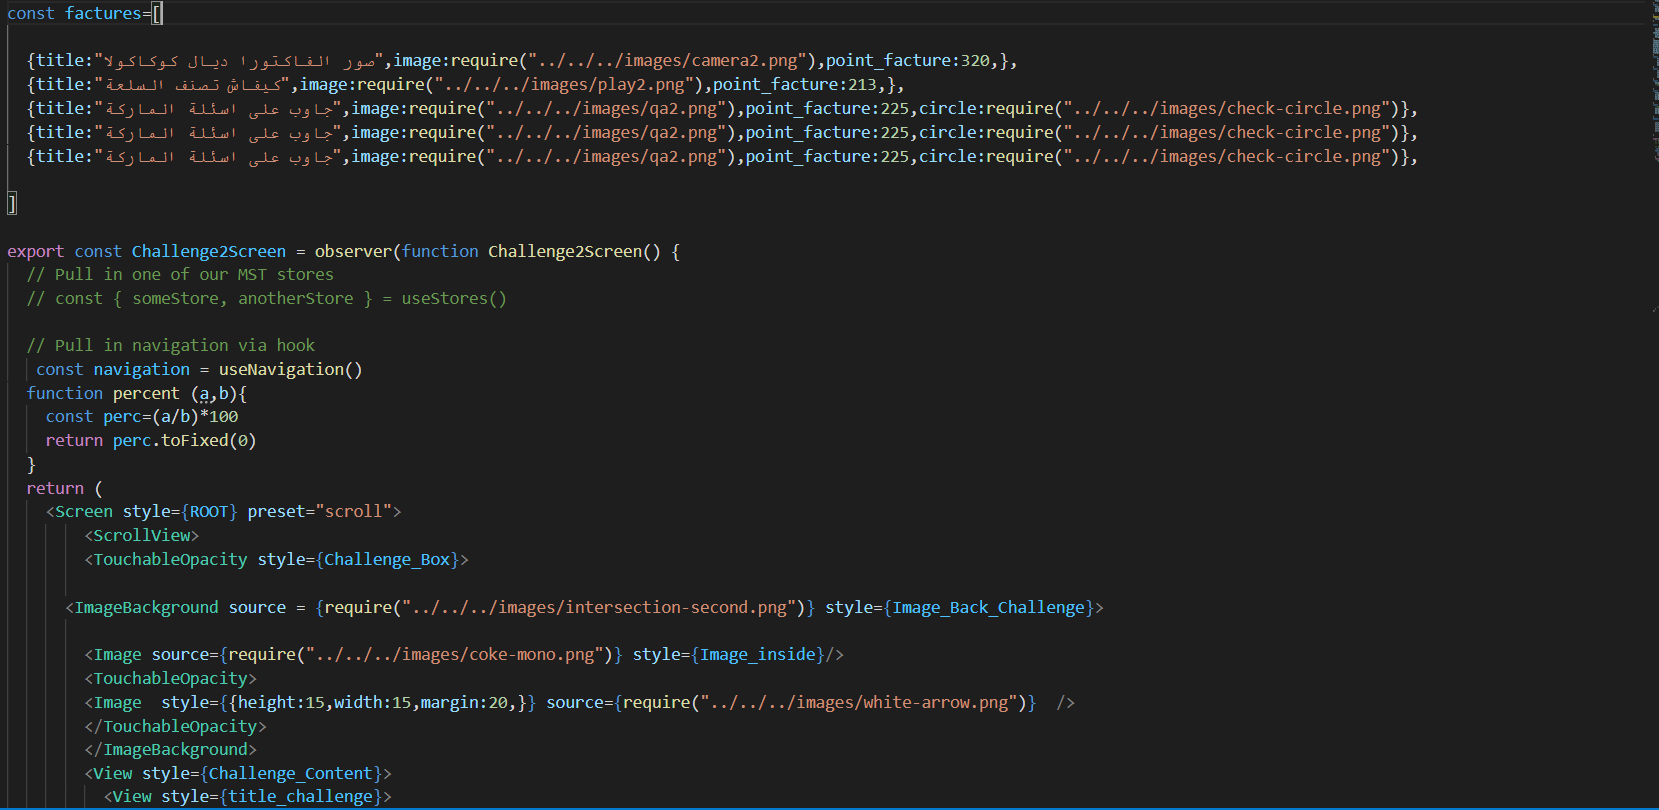 const factures=[
{title:"صور الفاكتورا ديال كوكاكولا",image:require("../../../images/camera2.png"),point_facture:320,},
{title:"كيفاش تصنف السلعة",image:require("../../../images/play2.png"),point_facture:213,},
{title:"جاوب على اسئلة الماركة",image:require("../../../images/qa2.png"),point_facture:225,circle:require("../../../images/check-circle.png")},
{title:"جاوب على اسئلة الماركة",image:require("../../../images/qa2.png"),point_facture:225,circle:require("../../../images/check-circle.png")},
{title:"جاوب على اسئلة الماركة",image:require("../../../images/qa2.png"),point_facture:225,circle:require("../../../images/check-circle.png")},
]
export const Challenge2Screen = observer(function Challenge2Screen() {
// Pull in one of our MST stores
// const { someStore, anotherStore } = useStores()
// Pull in navigation via hook
const navigation = useNavigation()
function percent (a,b){
const perc=(a/b)*100
return perc.toFixed(0)
}
return (
<Screen style={ROOT} preset="scroll">
<ScrollView>
<TouchableOpacity style={Challenge_Box}>
<ImageBackground source = {require("../../../images/intersection-second.png")} style={Image_Back_Challenge}>
<Image source={require("../../../images/coke-mono.png")} style={Image_inside}/>
<TouchableOpacity>
<Image  style={{height:15,width:15,margin:20,}} source={require("../../../images/white-arrow.png")}  />
</TouchableOpacity>
</ImageBackground>
<View style={Challenge_Content}>
<View style={title_challenge}>